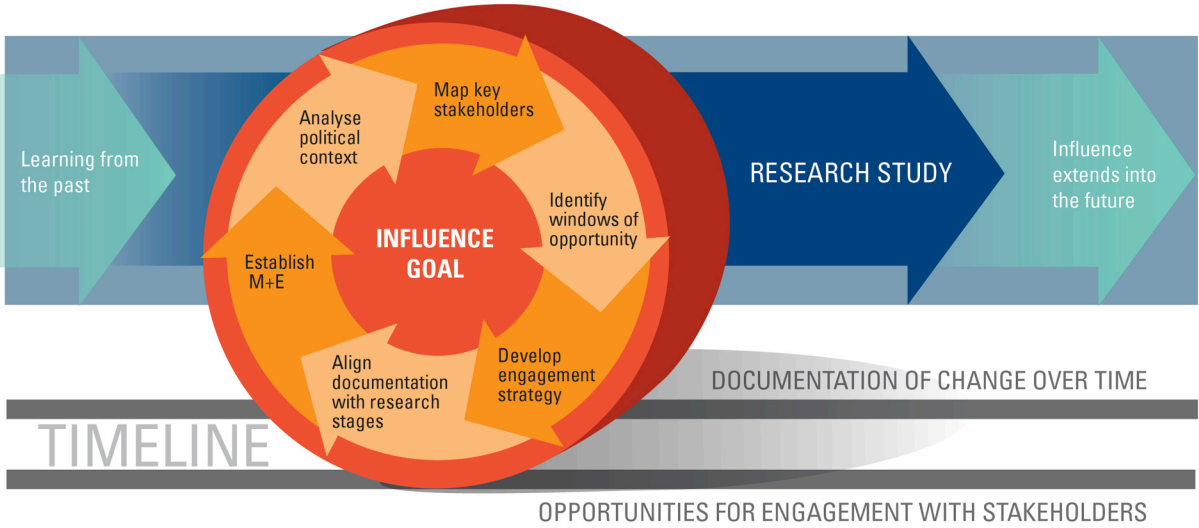 Learning from
the past
Analyse
political
context
Map key
stakeholders
Identify
windows of
opportunity
Develop
engagement
strategy
Align
documentation
with research
stages
Establish
M+E
INFLUENCE
GOAL
RESEARCH STUDY
Influence
extends into
the future
DOCUMENTATION OF CHANGE OVER TIME
TIMELINE
OPPORTUNITIES FOR ENGAGEMENT WITH STAKEHOLDERS